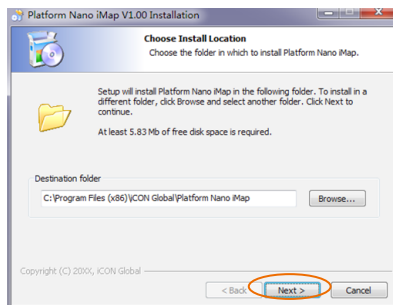 Platform Nano iMap V1.00 Installation
Choose Install Location
Choose the folder in which to install Platform Nano iMap.
Setup will install Platform Nano iMap in the following folder. To install in a
different folder, click Browse and select another folder. Click Next to
continue.
At least 5.83 Mb of free disk space is required.
Destination folder
C:\Program Files (x86)\iCON Global\Platform Nano iMap
Browse...
Copyright (C) 20XX, iCON Global
< Back
Next >
Cancel